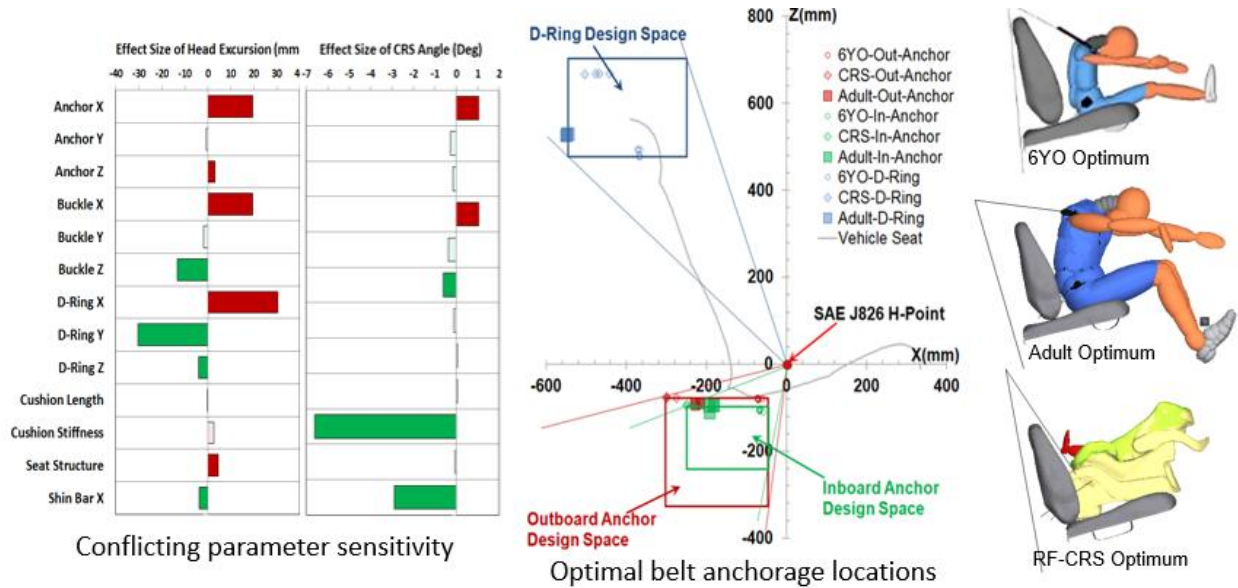 Effect Size of Head Excursion (mm
-40 -30 -20 -10 0 10 20 30 40
Anchor X
Anchor Y
Anchor Z
Buckle X
Buckle Y
Buckle Z
D-Ring X
D-Ring Y
D-Ring Z
Cushion Length
Cushion Stiffness
Seat Structure
Shin Bar X
Effect Size of CRS Angle (Deg)
-7 -6 -5 -4 -3 -2 -1 0 1 2
Conflicting parameter sensitivity
800
Z(mm)
D-Ring Design Space
600
400
200
0
-200
-400
-600 -400 -200 0 200 400
X(mm)
6YO-Out-Anchor
CRS-Out-Anchor
Adult-Out-Anchor
6YO-In-Anchor
CRS-In-Anchor
Adult-In-Anchor
6YO-D-Ring
CRS-D-Ring
Adult-D-Ring
Vehicle Seat
SAE J826 H-Point
Inboard Anchor
Design Space
Outboard Anchor
Design Space
Optimal belt anchorage locations
6YO Optimum
Adult Optimum
RF-CRS Optimum